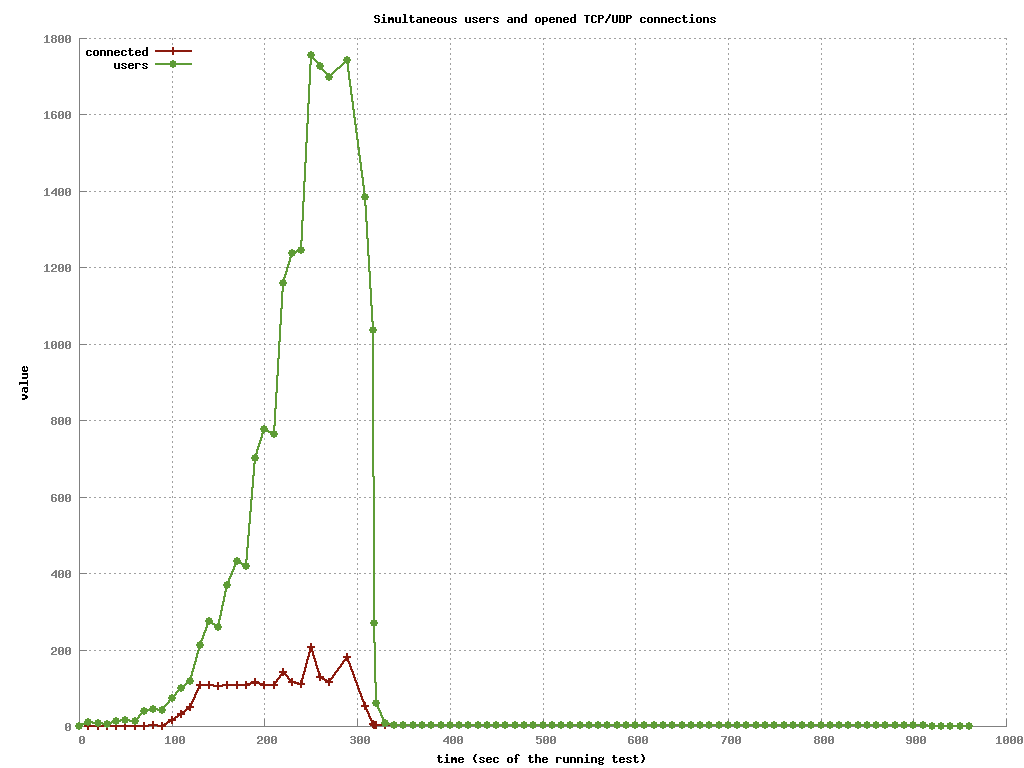 Simultaneous users and opened TCP/UDP connections
1800
connected
users
1600
1400
1200
1000
value
800
600
400
200
0
0 100 200 300 400 500 600 700 800 900 1000
time (sec of the running test)